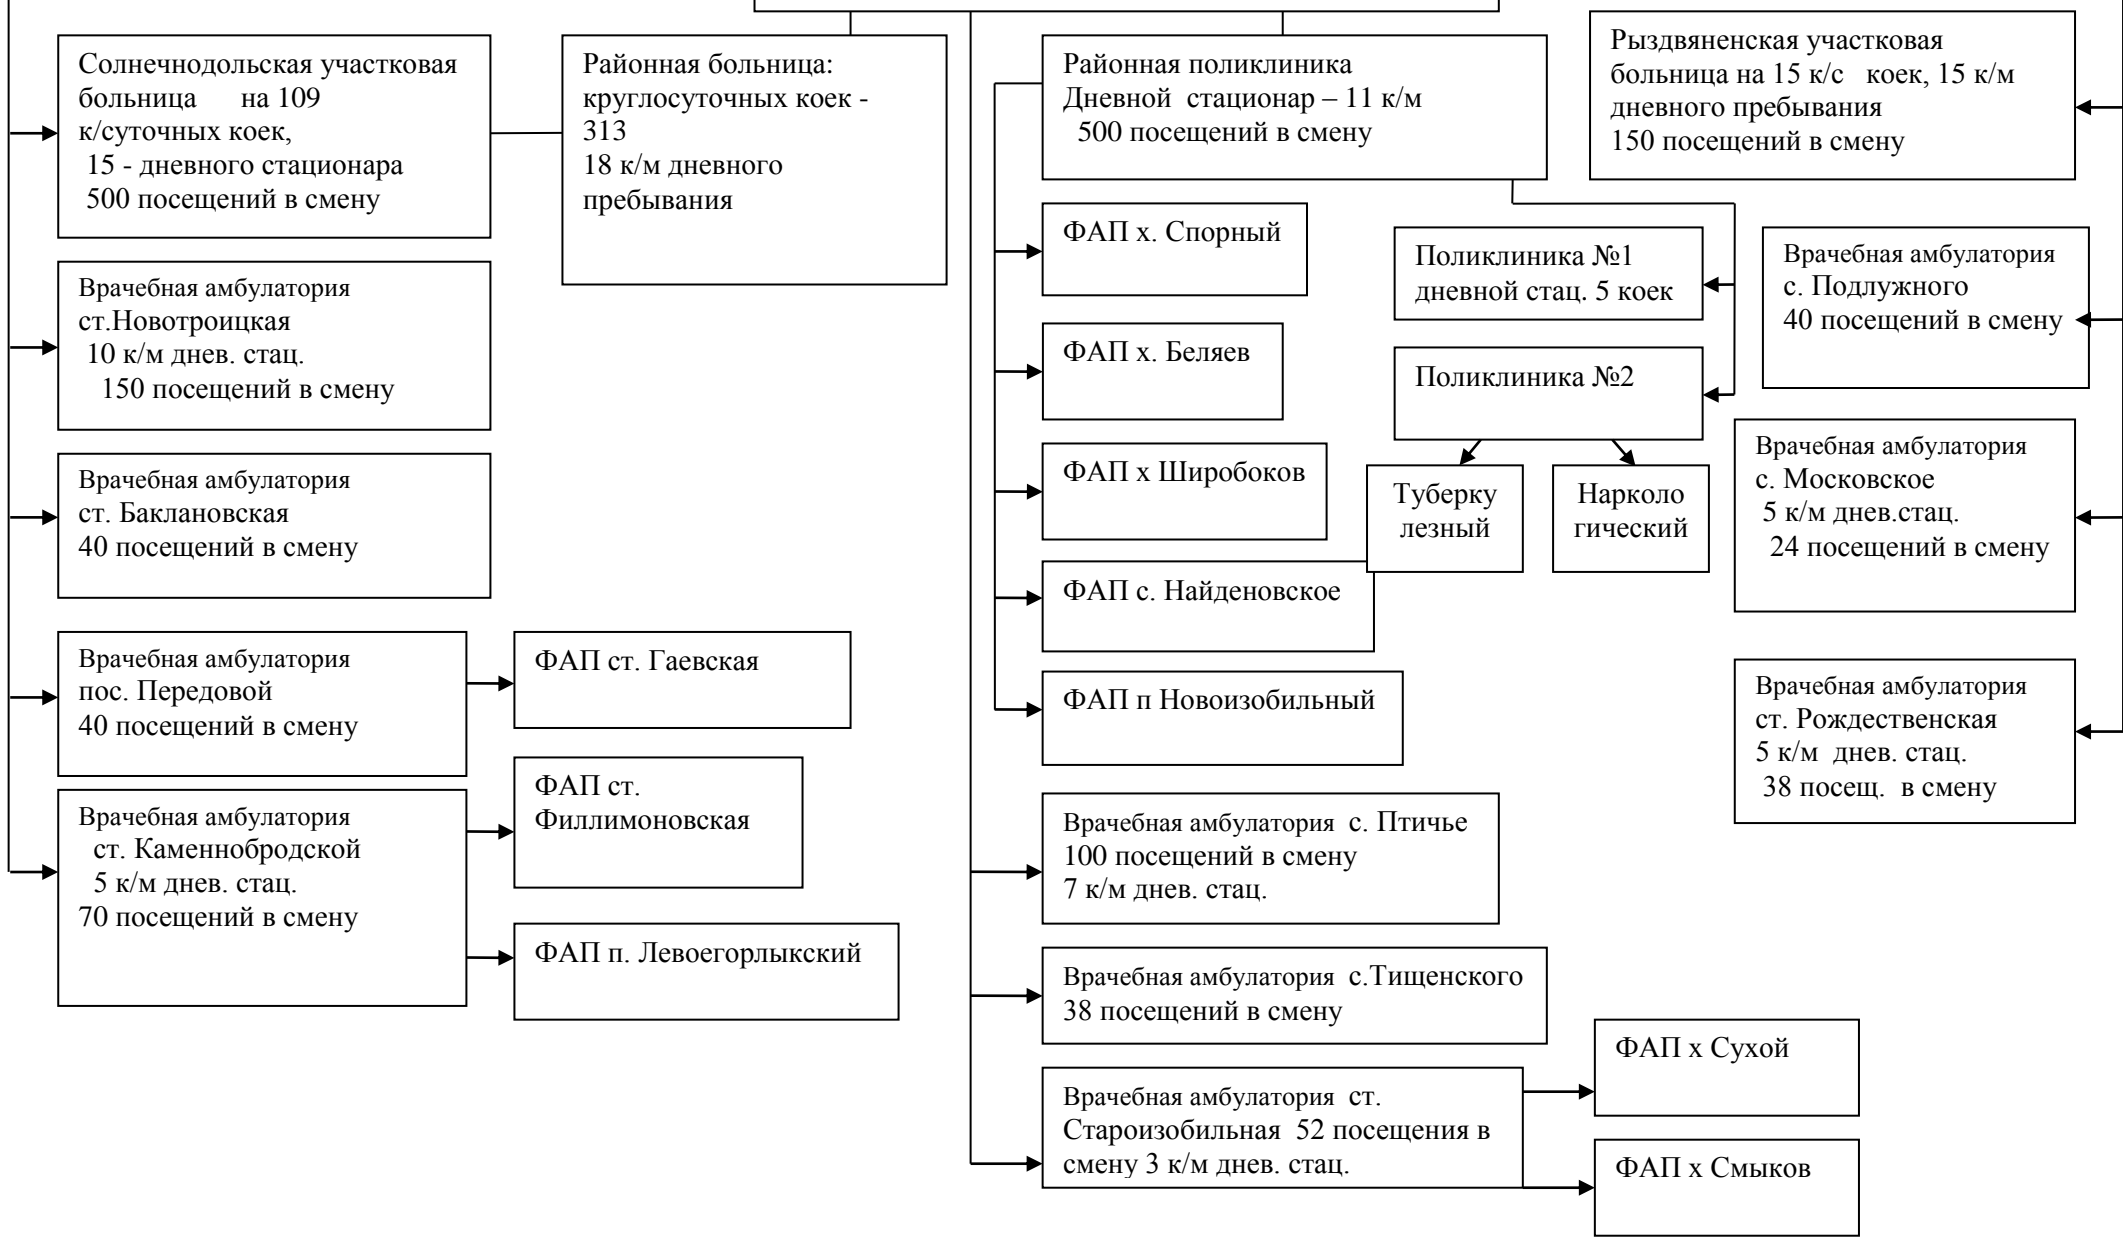 Солнечнодольская участковая
больница на 109
к/суточных коек,
15 - дневного стационара
500 посещений в смену
Районная больница:
круглосуточных коек -
313
18 к/м дневного
пребывания
Районная поликлиника
Дневной стационар – 11 к/м
500 посещений в смену
Рыздвяненская участковая
больница на 15 к/с коек, 15 к/м
дневного пребывания
150 посещений в смену
Врачебная амбулатория
ст.Новотроицкая
10 к/м днев. стац.
150 посещений в смену
Врачебная амбулатория
ст. Баклановская
40 посещений в смену
Врачебная амбулатория
пос. Передовой
40 посещений в смену
ФАП ст. Гаевская
Врачебная амбулатория
ст. Каменнобродской
5 к/м днев. стац.
70 посещений в смену
ФАП ст.
Филлимоновская
ФАП п. Левоегорлыкский
ФАП х. Спорный
ФАП х. Беляев
ФАП х Широбоков
ФАП с. Найденовское
ФАП п Новоизобильный
Поликлиника №1
дневной стац. 5 коек
Поликлиника №2
Туберку
лезный
Нарколо
гический
Врачебная амбулатория
с. Подлужного
40 посещений в смену
Врачебная амбулатория
с. Московское
5 к/м днев.стац.
24 посещений в смену
Врачебная амбулатория
ст. Рождественская
5 к/м днев. стац.
38 посещ. в смену
Врачебная амбулатория с. Птичье
100 посещений в смену
7 к/м днев. стац.
Врачебная амбулатория с.Тищенского
38 посещений в смену
Врачебная амбулатория ст.
Староизобильная 52 посещения в
смену 3 к/м днев. стац.
ФАП х Сухой
ФАП х Смыков